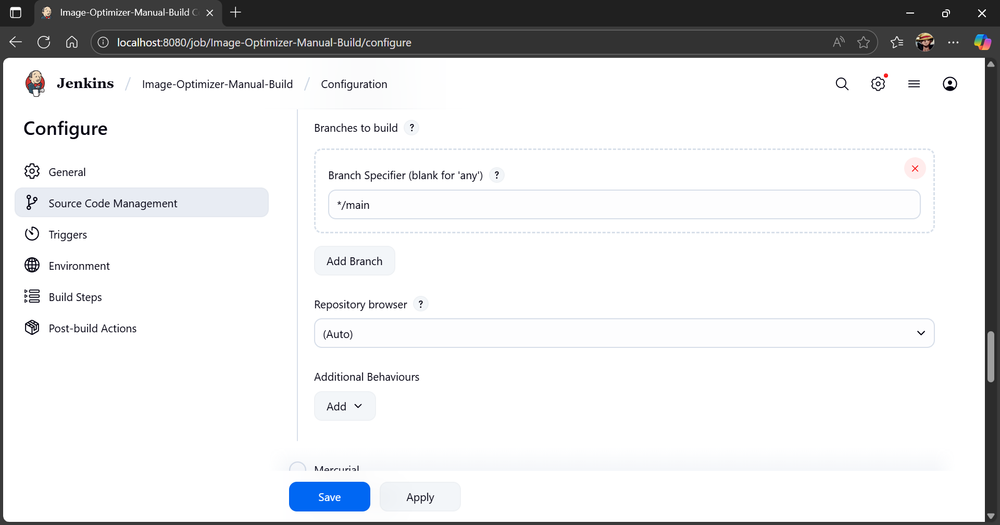 Image-Optimizer-Manual-Build C
localhost:8080/job/Image-Optimizer-Manual-Build/configure
Jenkins / Image-Optimizer-Manual-Build / Configuration
Configure
General
Source Code Management
Triggers
Environment
Build Steps
Post-build Actions
Branches to build ?
Branch Specifier (blank for 'any') ?
*/main
Add Branch
Repository browser ?
(Auto)
Additional Behaviours
Add
Mercurial
Save
Apply